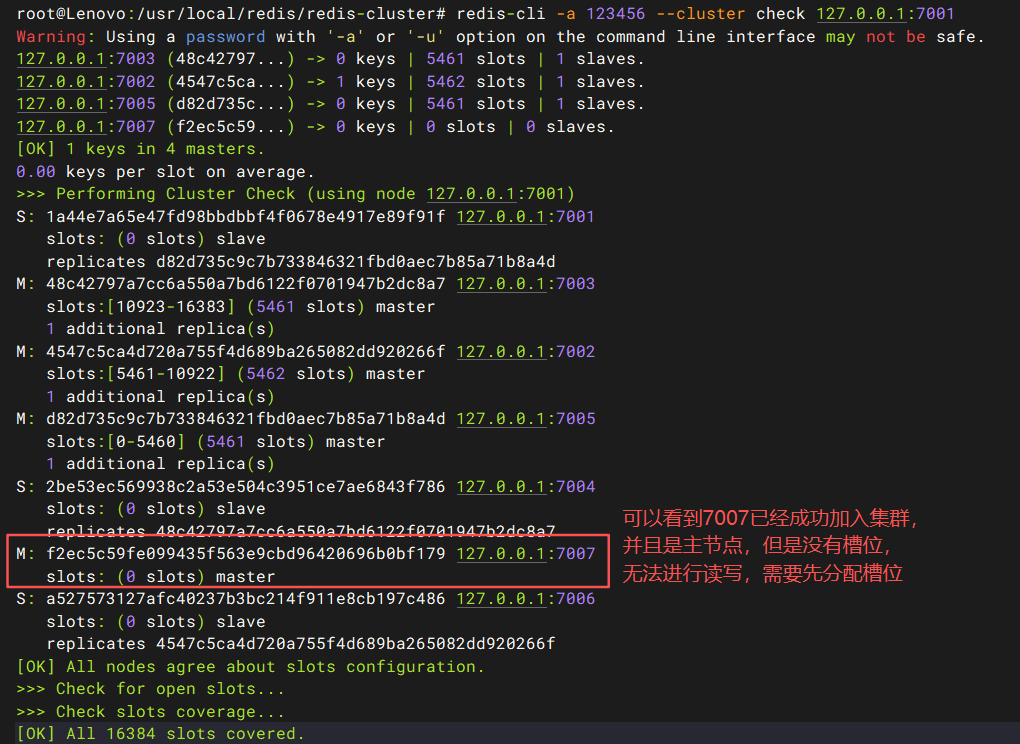 root@Lenovo:/usr/local/redis/redis-cluster# redis-cli -a 123456 --cluster check 127.0.0.1:7001
Warning: Using a password with '-a' or '-u' option on the command line interface may not be safe.
127.0.0.1:7003 (48c42797...) -> 0 keys | 5461 slots | 1 slaves.
127.0.0.1:7002 (4547c5ca...) -> 1 keys | 5462 slots | 1 slaves.
127.0.0.1:7005 (d82d735c...) -> 0 keys | 5461 slots | 1 slaves.
127.0.0.1:7007 (f2ec5c59...) -> 0 keys | 0 slots | 0 slaves.
[OK] 1 keys in 4 masters.
0.00 keys per slot on average.
>>> Performing Cluster Check (using node 127.0.0.1:7001)
S: 1a44e7a65e47fd98bbdbbf4f0678e4917e89f91f 127.0.0.1:7001
   slots: (0 slots) slave
   replicates d82d735c9c7b733846321fbd0aec7b85a71b8a4d
M: 48c42797a7cc6a550a7bd6122f0701947b2dc8a7 127.0.0.1:7003
   slots:[10923-16383] (5461 slots) master
   1 additional replica(s)
M: 4547c5ca4d720a755f4d689ba265082dd920266f 127.0.0.1:7002
   slots:[5461-10922] (5462 slots) master
   1 additional replica(s)
M: d82d735c9c7b733846321fbd0aec7b85a71b8a4d 127.0.0.1:7005
   slots:[0-5460] (5461 slots) master
   1 additional replica(s)
S: 2be53ec569938c2a53e504c3951ce7ae6843f786 127.0.0.1:7004
   slots: (0 slots) slave
   replicates 48c42797a7cc6a550a7bd6122f0701947b2dc8a7
M: f2ec5c59fe099435f563e9cbd96420696b0bf179 127.0.0.1:7007
   slots: (0 slots) master
可以看到7007已经成功加入集群，
并且是主节点，但是没有槽位，
无法进行读写，需要先分配槽位
S: a527573127afc40237b3bc214f911e8cb197c486 127.0.0.1:7006
   slots: (0 slots) slave
   replicates 4547c5ca4d720a755f4d689ba265082dd920266f
[OK] All nodes agree about slots configuration.
>>> Check for open slots...
>>> Check slots coverage...
[OK] All 16384 slots covered.